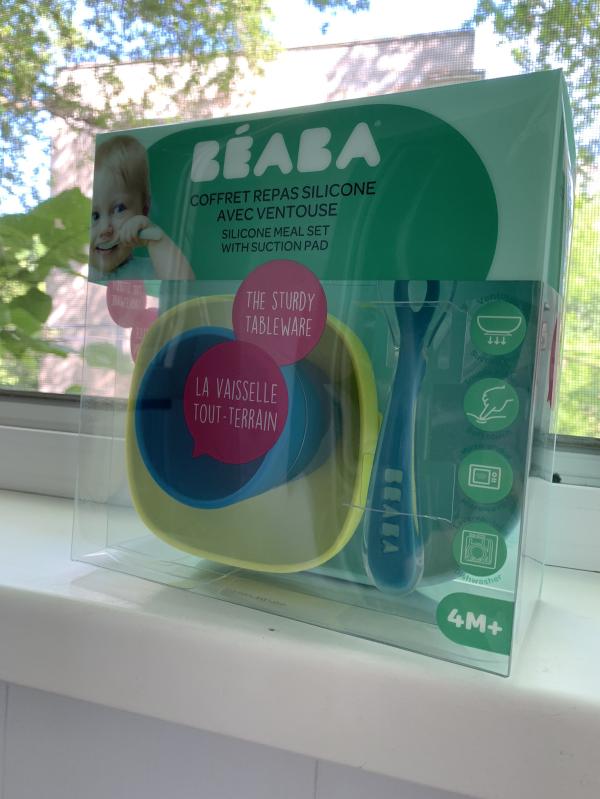 BÉABA
COFFRET REPAS SILICONE
AVEC VENTOUSE
SILICONE MEAL SET
WITH SUCTION PAD
THE STURDY
TABLEWARE
LA VAISSELLE
TOUT-TERRAIN
BEABA
4M+